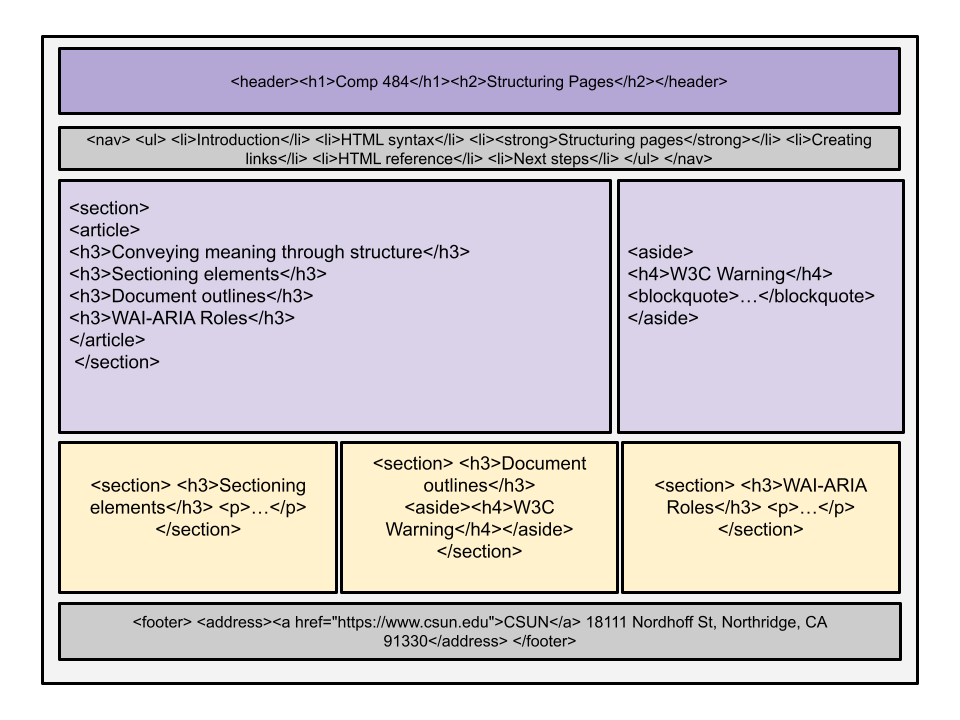 <header><h1>Comp 484</h1><h2>Structuring Pages</h2></header>
<nav> <ul> <li>Introduction</li> <li>HTML syntax</li> <li><strong>Structuring pages</strong></li> <li>Creating
links</li> <li>HTML reference</li> <li>Next steps</li> </ul> </nav>
<section>
<article>
<h3>Conveying meaning through structure</h3>
<h3>Sectioning elements</h3>
<h3>Document outlines</h3>
<h3>WAI-ARIA Roles</h3>
</article>
</section>
<aside>
<h4>W3C Warning</h4>
<blockquote>…</blockquote>
</aside>
<section> <h3>Sectioning
elements</h3> <p>…</p>
</section>
<section> <h3>Document
outlines</h3>
<aside><h4>W3C
Warning</h4></aside>
</section>
<section> <h3>WAI-ARIA
Roles</h3> <p>…</p>
</section>
<footer> <address><a href="https://www.csun.edu">CSUN</a> 18111 Nordhoff St, Northridge, CA
91330</address> </footer>